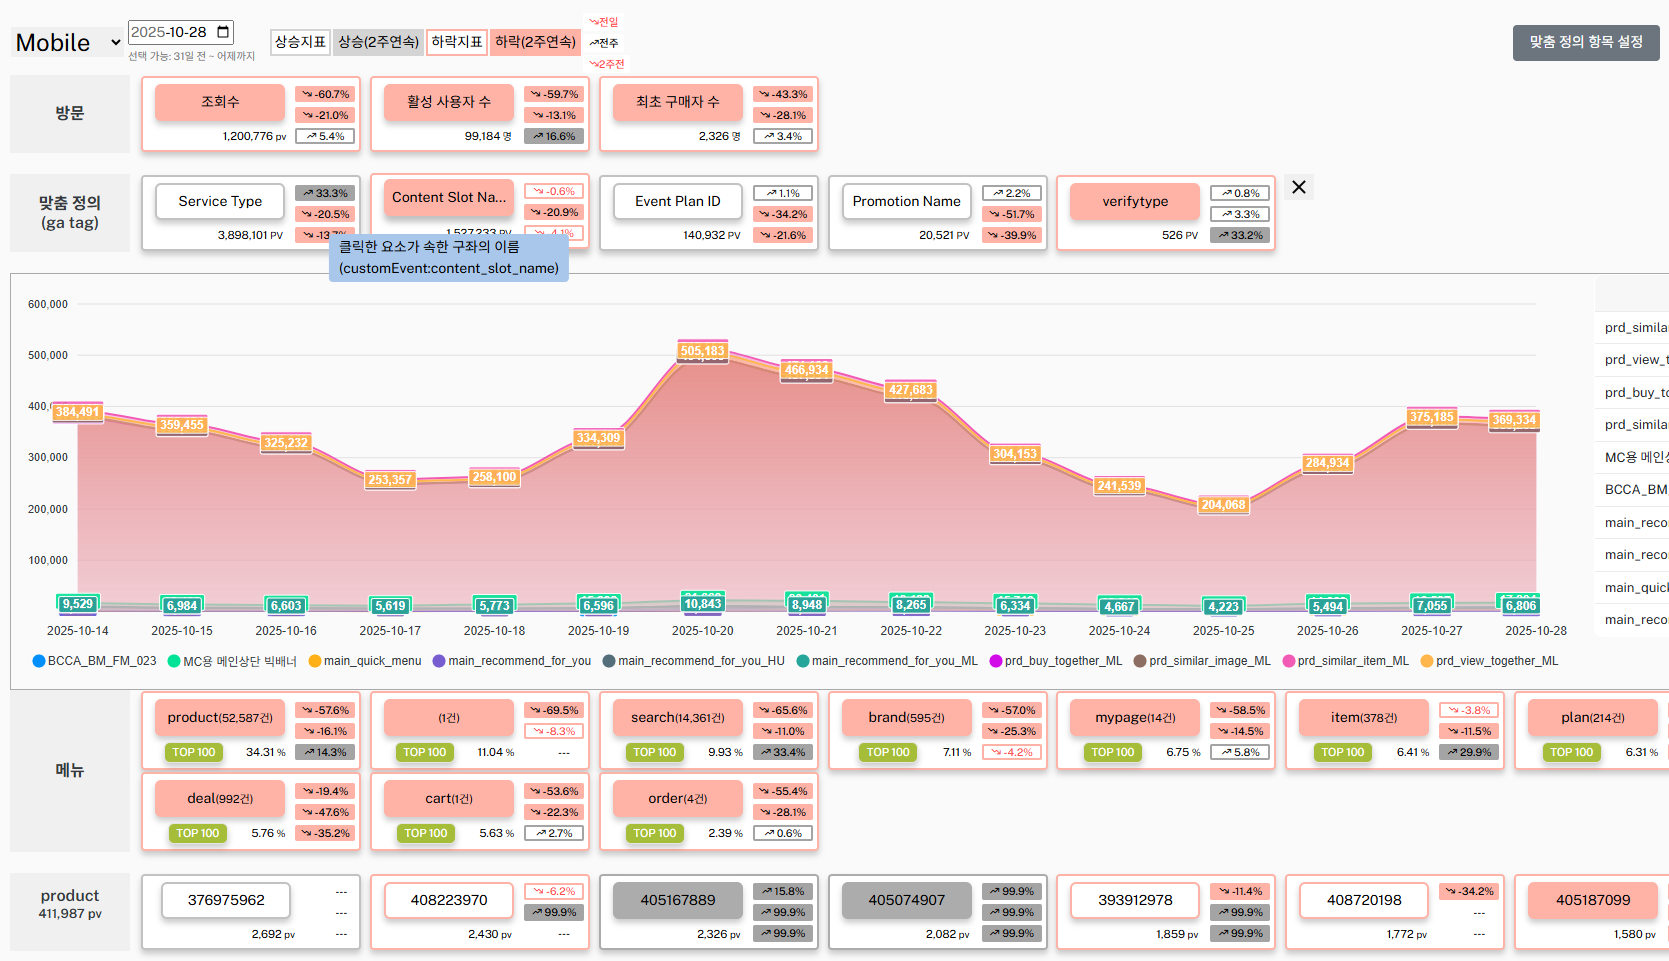 Mobile
2025-10-28
선택 가능: 31일 전 ~ 어제까지
상승지표 상승(2주연속) 하락지표 하락(2주연속)
전일
전주
2주전
맞춤 정의 항목 설정
방문
조회수 -60.7% -21.0% 1,200,776 pv 5.4%
활성 사용자 수 -59.7% -13.1% 99,184 명 16.6%
최초 구매자 수 -43.3% -28.1% 2,326 명 3.4%
맞춤 정의
(ga tag)
Service Type 33.3% -20.5% 3,898,101 PV
Content Slot Na... -0.6% -20.9%
Event Plan ID 1.1% -34.2% 140,932 PV -21.6%
Promotion Name 2.2% -51.7% 20,521 PV -39.9%
verifytype 0.8% 3.3% 526 PV 33.2%
클릭한 요소가 속한 구좌의 이름
(customEvent:content_slot_name)
600,000
500,000
400,0
300,000
200,000
100,000
384,491 359,455 325,232 253,357 258,100 334,309 505,183 466,934 427,683 304,153 241,539 204,068 284,934 375,185 369,334
9,529 6,984 6,603 5,619 5,773 6,596 10,843 8,948 8,265 6,334 4,667 4,223 5,494 7,055 6,806
2025-10-14 2025-10-15 2025-10-16 2025-10-17 2025-10-18 2025-10-19 2025-10-20 2025-10-21 2025-10-22 2025-10-23 2025-10-24 2025-10-25 2025-10-26 2025-10-27 2025-10-28
BCCA_BM_FM_023 MC용 메인상단 빅배너 main_quick_menu main_recommend_for_you main_recommend_for_you_HU main_recommend_for_you_ML prd_buy_together_ML prd_similar_image_ML prd_similar_item_ML prd_view_together_ML
prd_similar
prd_view_t
prd_buy_to
prd_similar
MC용 메인상
BCCA_BM_
main_reco
main_reco
main_quick
main_reco
메뉴
product(52,587건) -57.6% -16.1% TOP 100 34.31 % 14.3%
(1건) -69.5% -8.3% TOP 100 11.04 % ---
search(14,361건) -65.6% -11.0% TOP 100 9.93 % 33.4%
brand(595건) -57.0% -25.3% TOP 100 7.11 % -4.2%
mypage(14건) -58.5% -14.5% TOP 100 6.75 % 5.8%
item(378건) -3.8% -11.5% TOP 100 6.41 % 29.9%
plan(214건) TOP 100 6.31 %
deal(992건) -19.4% -47.6% TOP 100 5.76 % -35.2%
cart(1건) -53.6% -22.3% TOP 100 5.63 % 2.7%
order(4건) -55.4% -28.1% TOP 100 2.39 % 0.6%
product
411,987 pv
376975962 --- --- 2,692 pv ---
408223970 -6.2% 99.9% 2,430 pv ---
405167889 15.8% 99.9% 2,326 pv 99.9%
405074907 99.9% 99.9% 2,082 pv 99.9%
393912978 -11.4% 99.9% 1,859 pv 99.9%
408720198 -34.2% --- 1,772 pv ---
405187099 1,580 pv